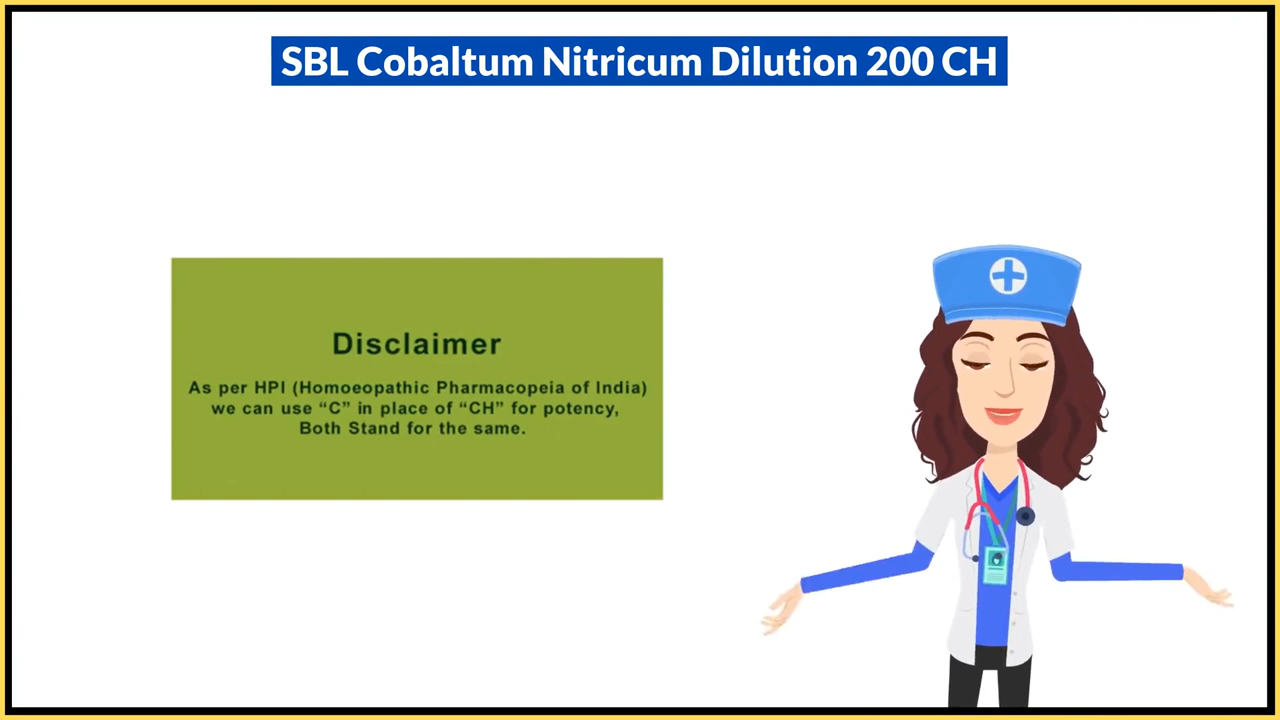 SBL Cobaltum Nitricum Dilution 200 CH
Disclaimer
As per HPI (Homoeopathic Pharmacopeia of India)
we can use “C” in place of “CH” for potency,
Both Stand for the same.